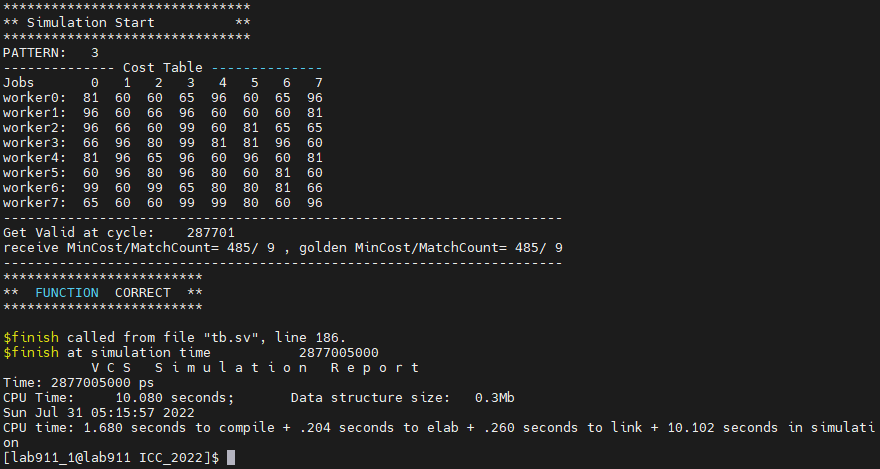 *******************************
** Simulation Start          **
*******************************
PATTERN:   3
-------------- Cost Table --------------
Jobs       0   1   2   3   4   5   6   7
worker0:  81  60  60  65  96  60  65  96
worker1:  96  60  66  96  60  60  60  81
worker2:  96  66  60  99  60  81  65  65
worker3:  66  96  80  99  81  81  96  60
worker4:  81  96  65  96  60  96  60  81
worker5:  60  96  80  96  80  60  81  60
worker6:  99  60  99  65  80  80  81  66
worker7:  65  60  60  99  99  80  60  96
----------------------------------------------------------------------
Get Valid at cycle:    287701
receive MinCost/MatchCount= 485/ 9 , golden MinCost/MatchCount= 485/ 9
----------------------------------------------------------------------
*************************
**  FUNCTION  CORRECT  **
*************************
$finish called from file "tb.sv", line 186.
$finish at simulation time           2877005000
           V C S   S i m u l a t i o n   R e p o r t
Time: 2877005000 ps
CPU Time:     10.080 seconds;       Data structure size:   0.3Mb
Sun Jul 31 05:15:57 2022
CPU time: 1.680 seconds to compile + .204 seconds to elab + .260 seconds to link + 10.102 seconds in simulati
on
[lab911_1@lab911 ICC_2022]$